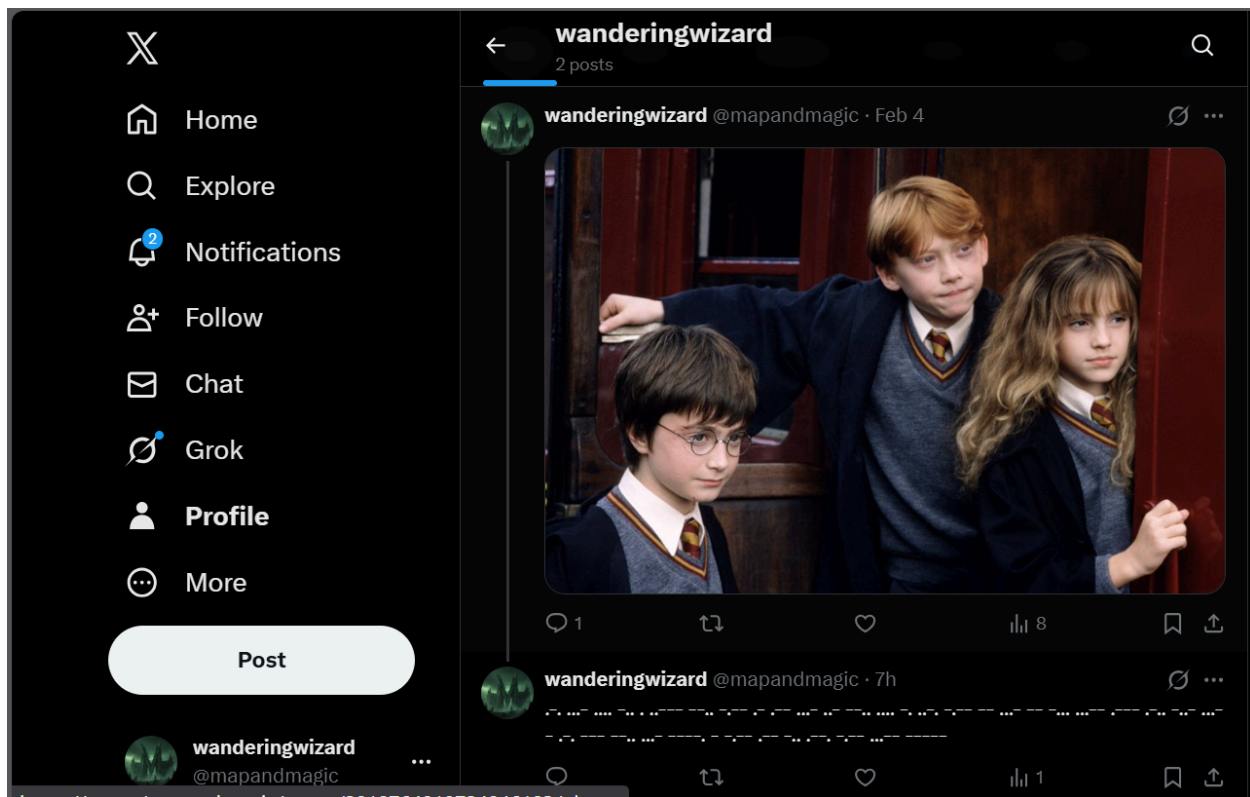 Home
Explore
2
Notifications
Follow
Chat
Grok
Profile
More
Post
wanderingwizard
@mapandmagic
wanderingwizard
2 posts
wanderingwizard @mapandmagic · Feb 4
1
8
wanderingwizard @mapandmagic · 7h
.-. ...- .... -.. . ..--- --.. -.-- .- .-- ...- ..- --.. .... -. ..-. -.-- -- ...- -- -... ...-- .--- .-.. -..- ...-
- .-. --- --.. ...- ----. - -.-- .-- -.. .--. -.-- ...-- -----
1